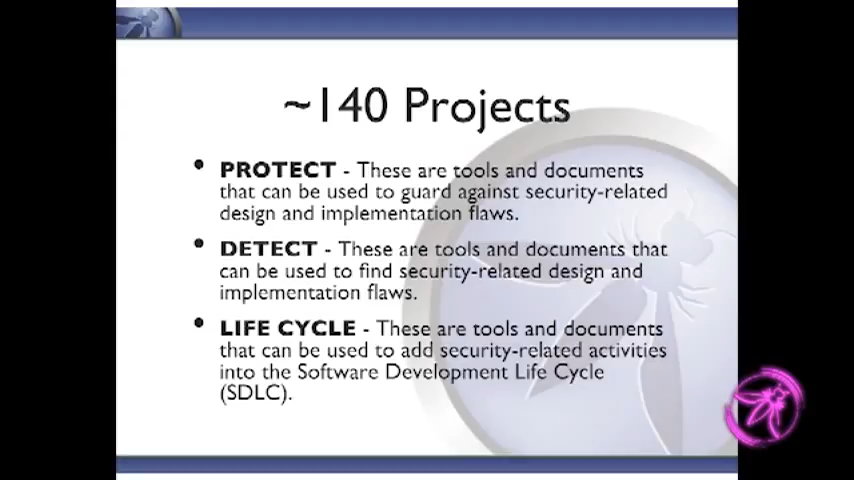 ~140 Projects
• PROTECT - These are tools and documents
that can be used to guard against security-related
design and implementation flaws.
• DETECT - These are tools and documents that
can be used to find security-related design and
implementation flaws.
• LIFE CYCLE - These are tools and documents
that can be used to add security-related activities
into the Software Development Life Cycle
(SDLC).